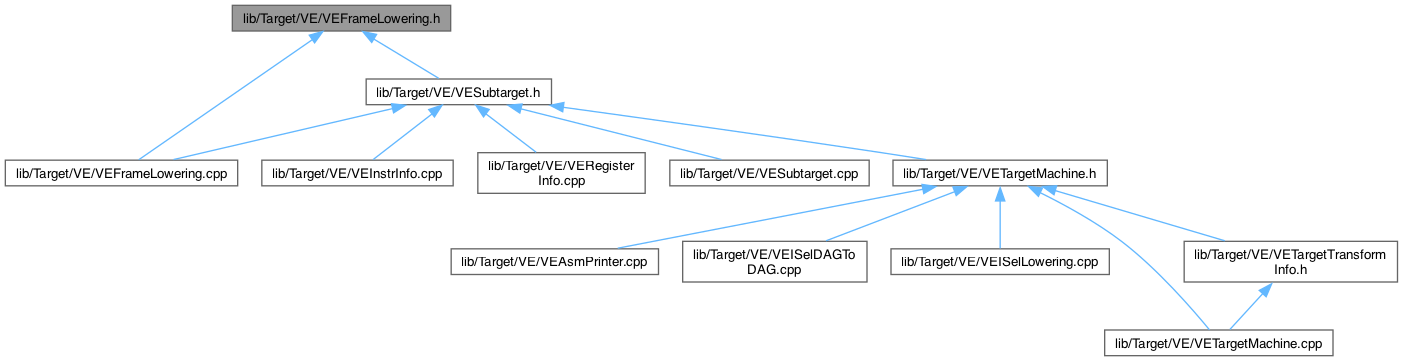 lib/Target/VE/VEFrameLowering.h
lib/Target/VE/VESubtarget.h
lib/Target/VE/VEFrameLowering.cpp
lib/Target/VE/VEInstrInfo.cpp
lib/Target/VE/VERegister
Info.cpp
lib/Target/VE/VESubtarget.cpp
lib/Target/VE/VETargetMachine.h
lib/Target/VE/VEAsmPrinter.cpp
lib/Target/VE/VEISelDAGTo
DAG.cpp
lib/Target/VE/VEISelLowering.cpp
lib/Target/VE/VETargetTransform
Info.h
lib/Target/VE/VETargetMachine.cpp